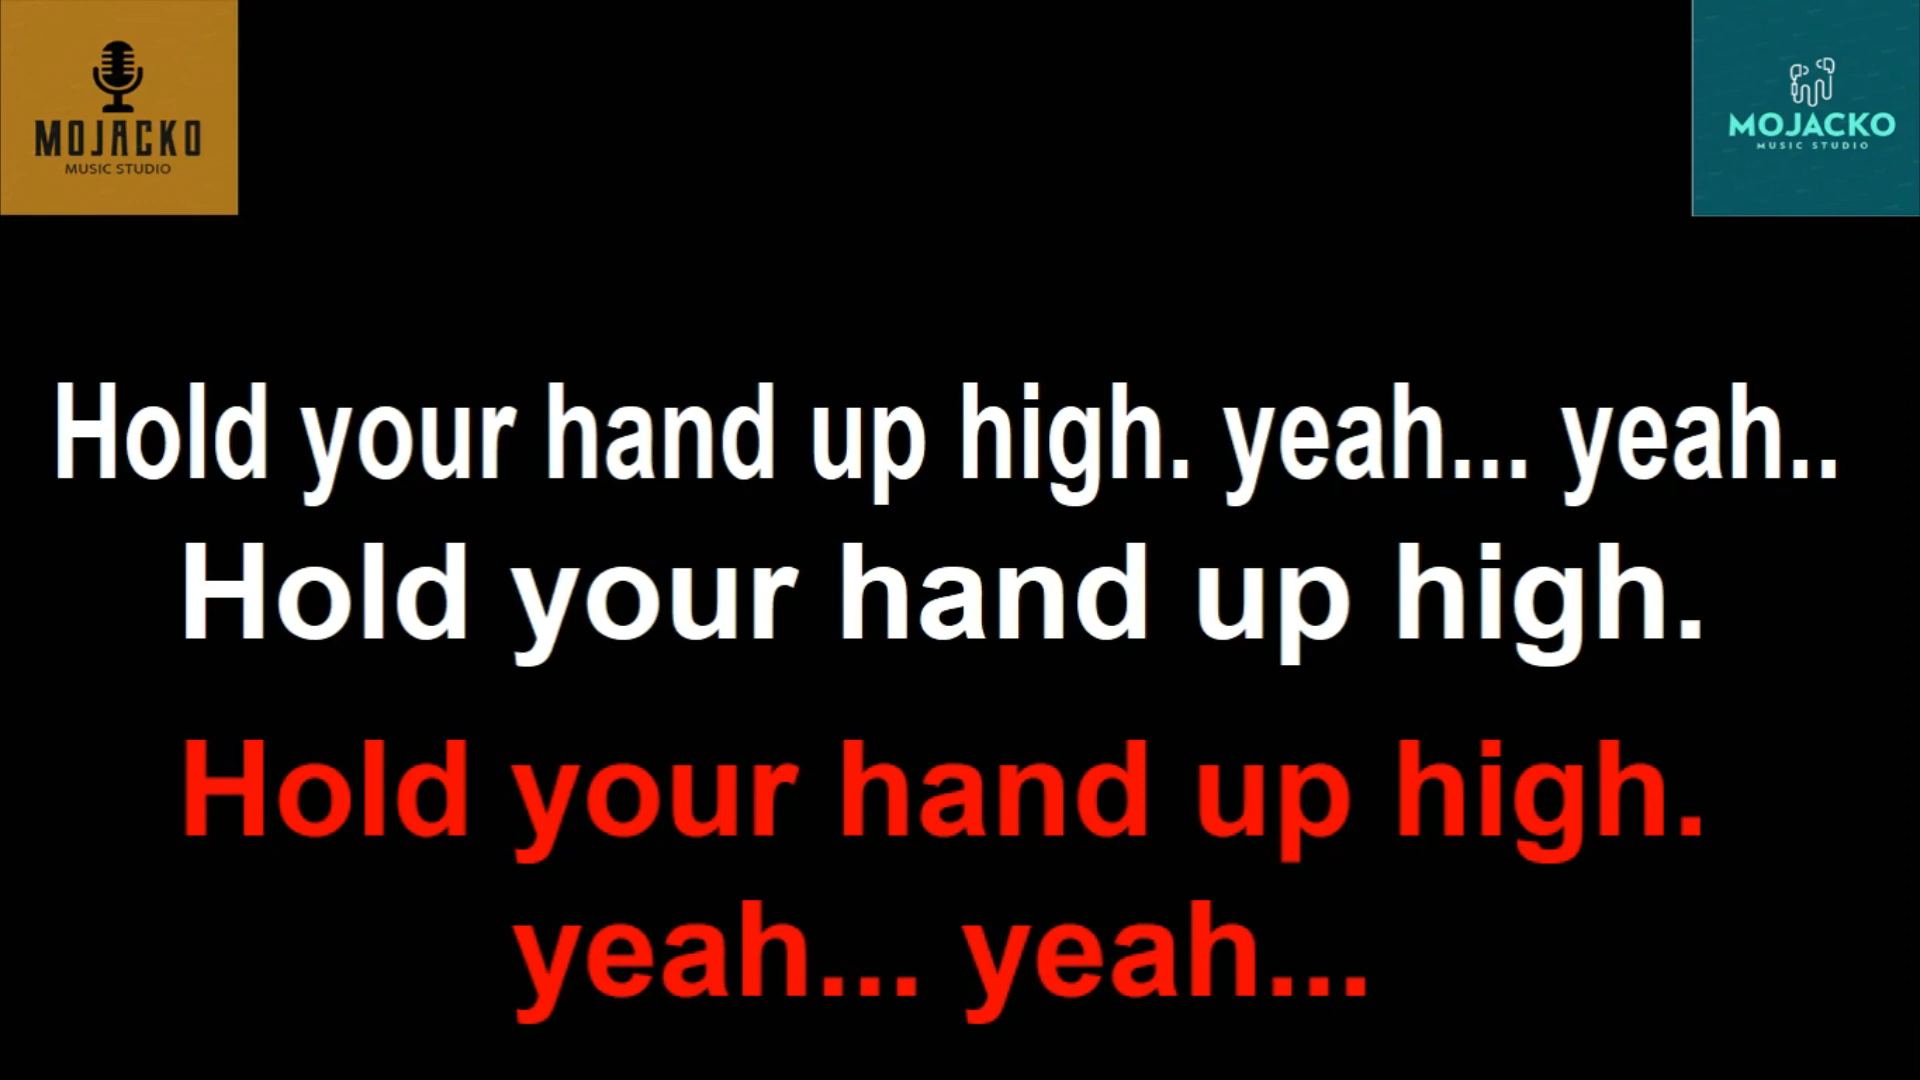 MOJACKO
MUSIC STUDIO
MOJACKO
MUSIC STUDIO
Hold your hand up high. yeah... yeah..
Hold your hand up high.
Hold your hand up high.
yeah... yeah...